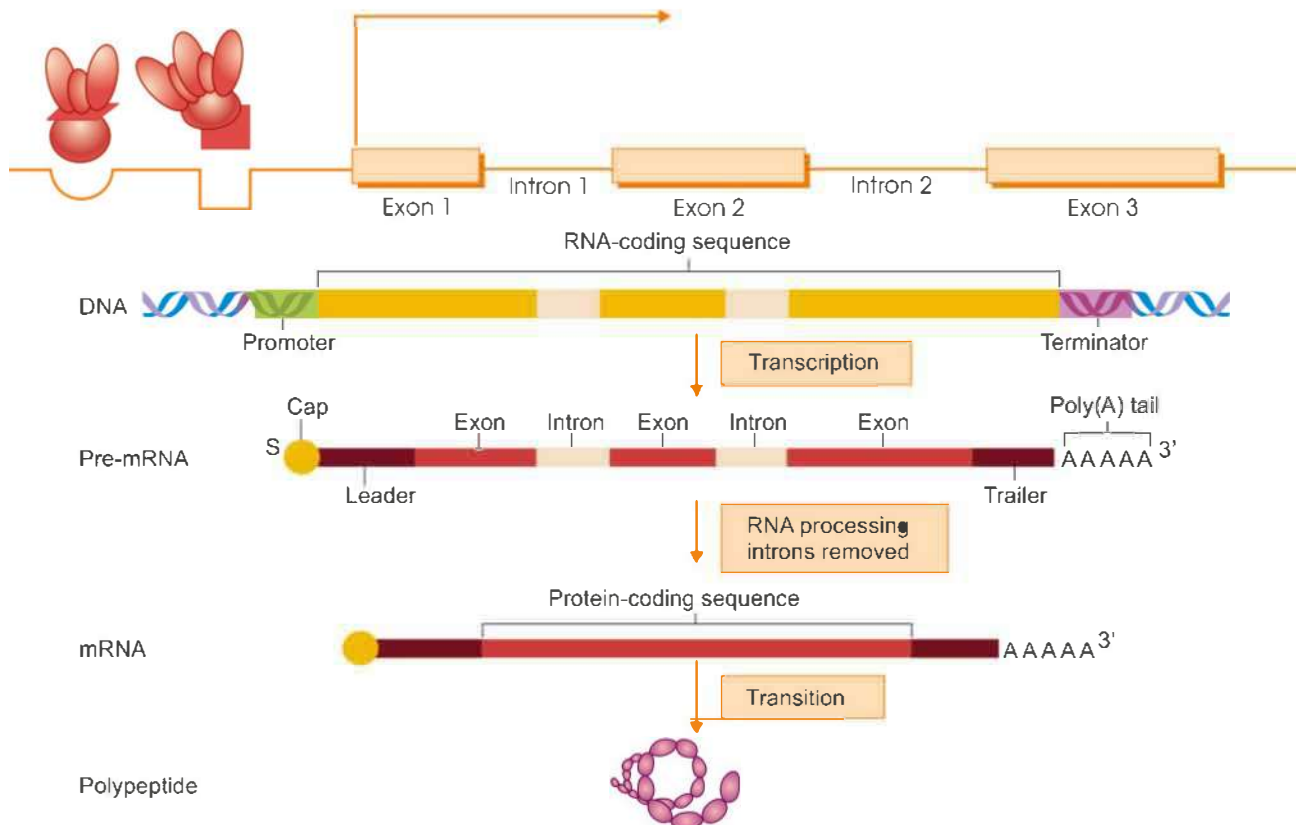 Exon 1
Intron 1
Exon 2
Intron 2
Exon 3
RNA-coding sequence
DNA
Promoter
Terminator
Transcription
Cap
Exon
Intron
Exon
Intron
Exon
Poly(A) tail
S
Pre-mRNA
AAAAA 3'
Leader
Trailer
RNA processing
introns removed
Protein-coding sequence
mRNA
AAAAA 3'
Transition
Polypeptide